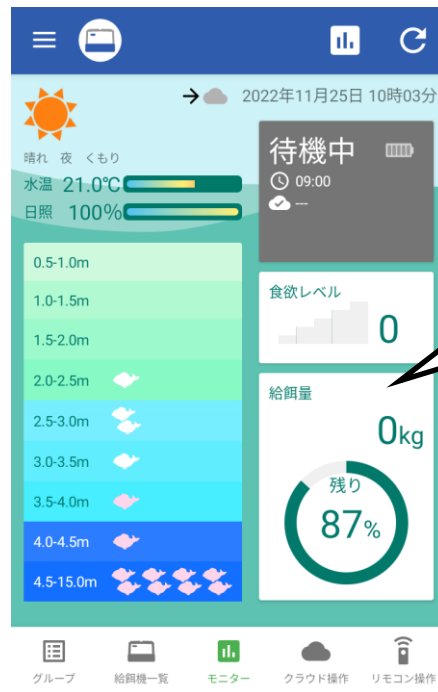 2022年11月25日 10時03分
晴れ 夜 くもり
水温 21.0℃
日照 100%
待機中
09:00
---
0.5-1.0m
1.0-1.5m
1.5-2.0m
2.0-2.5m
2.5-3.0m
3.0-3.5m
3.5-4.0m
4.0-4.5m
4.5-15.0m
食欲レベル
0
給餌量
0kg
残り
87%
グループ 給餌機一覧 モニター クラウド操作 リモコン操作